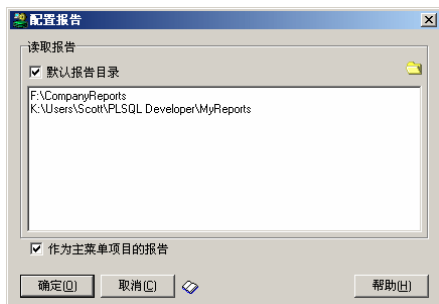 配置报告
读取报告
默认报告目录
F:\CompanyReports
K:\Users\Scott\PLSQL Developer\MyReports
作为主菜单项目的报告
确定(O) 取消(C) 帮助(H)